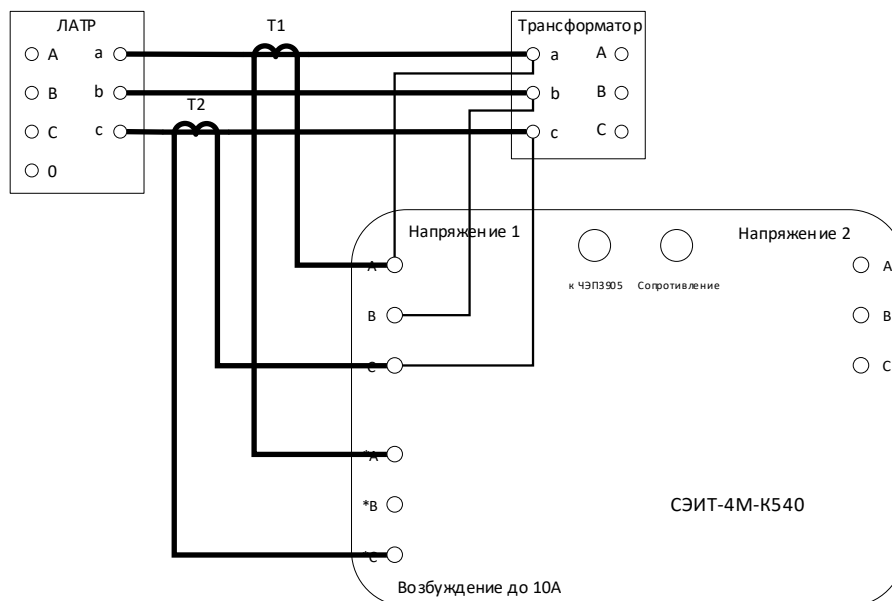 ЛАТР
T1
Трансформатор
A
a
a
A
B
b
b
B
T2
C
c
c
C
0
Напряжение 1
Напряжение 2
A
A
к ЧЭП3905
Сопротивление
B
B
C
C
*A
*B
СЭИТ-4М-К540
*C
Возбуждение до 10А